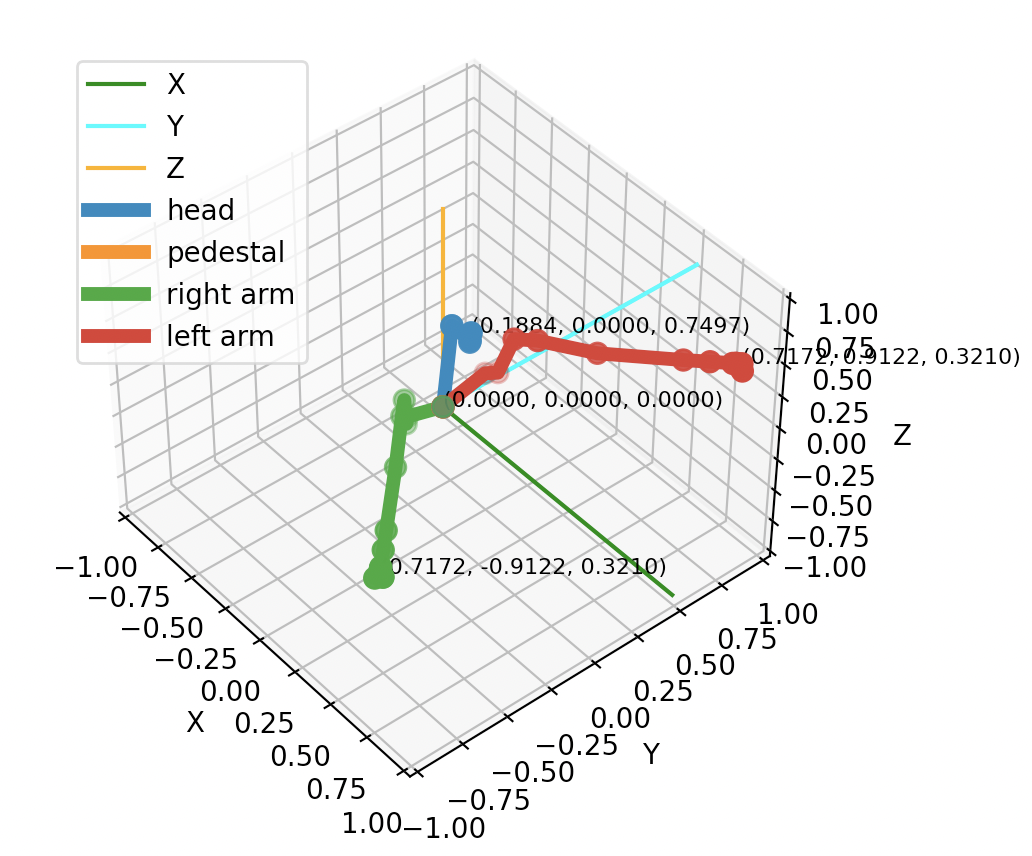 X
Y
Z
head
pedestal
right arm
left arm
(0.1884, 0.0000, 0.7497)
(0.7172, 0.9122, 0.3210)
(0.0000, 0.0000, 0.0000)
0.7172, -0.9122, 0.3210)
1.00
0.75
0.50
0.25
0.00
−0.25
−0.50
−0.75
−1.00
Z
−1.00
−0.75
−0.50
−0.25
0.00
0.25
0.50
0.75
1.00
X
1.00
0.75
0.50
0.25
0.00
−0.25
−0.50
−0.75
−1.00
Y